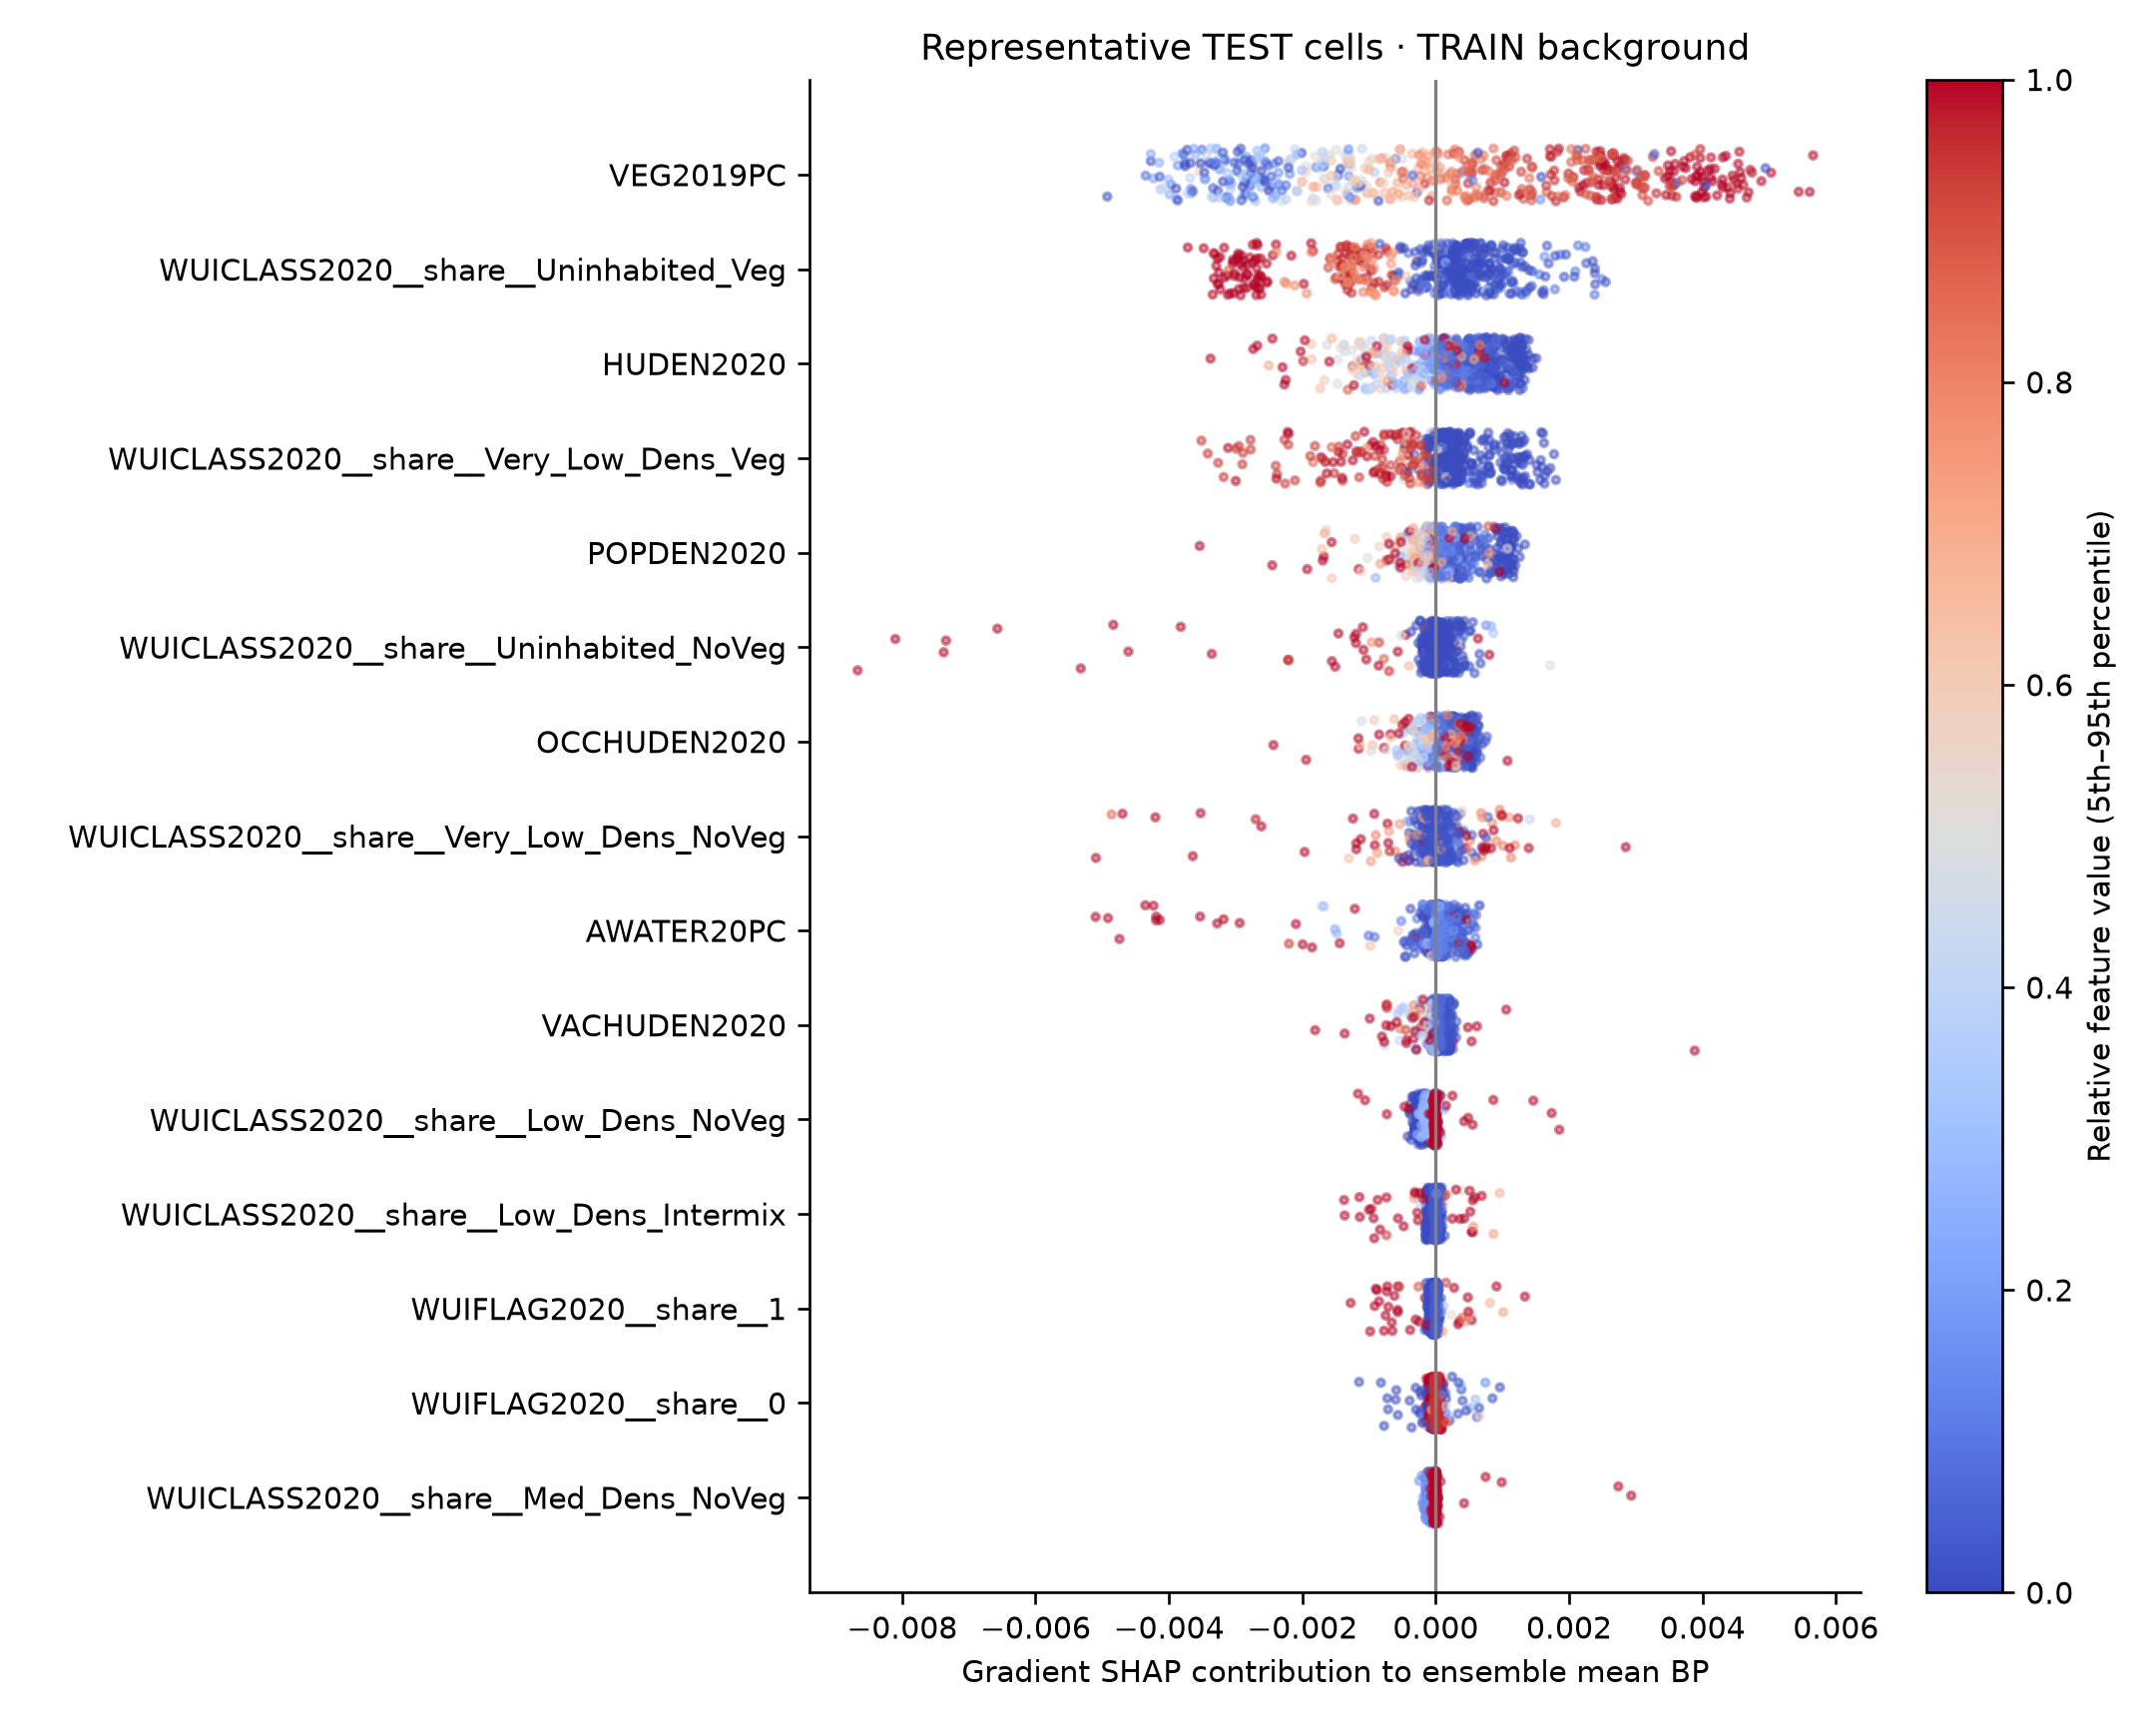 Representative TEST cells · TRAIN background
VEG2019PC
WUICLASS2020__share__Uninhabited_Veg
HUDEN2020
WUICLASS2020__share__Very_Low_Dens_Veg
POPDEN2020
WUICLASS2020__share__Uninhabited_NoVeg
OCCHUDEN2020
WUICLASS2020__share__Very_Low_Dens_NoVeg
AWATER20PC
VACHUDEN2020
WUICLASS2020__share__Low_Dens_NoVeg
WUICLASS2020__share__Low_Dens_Intermix
WUIFLAG2020__share__1
WUIFLAG2020__share__0
WUICLASS2020__share__Med_Dens_NoVeg
−0.008 −0.006 −0.004 −0.002 0.000 0.002 0.004 0.006
Gradient SHAP contribution to ensemble mean BP
1.0
0.8
0.6
0.4
0.2
0.0
Relative feature value (5th–95th percentile)